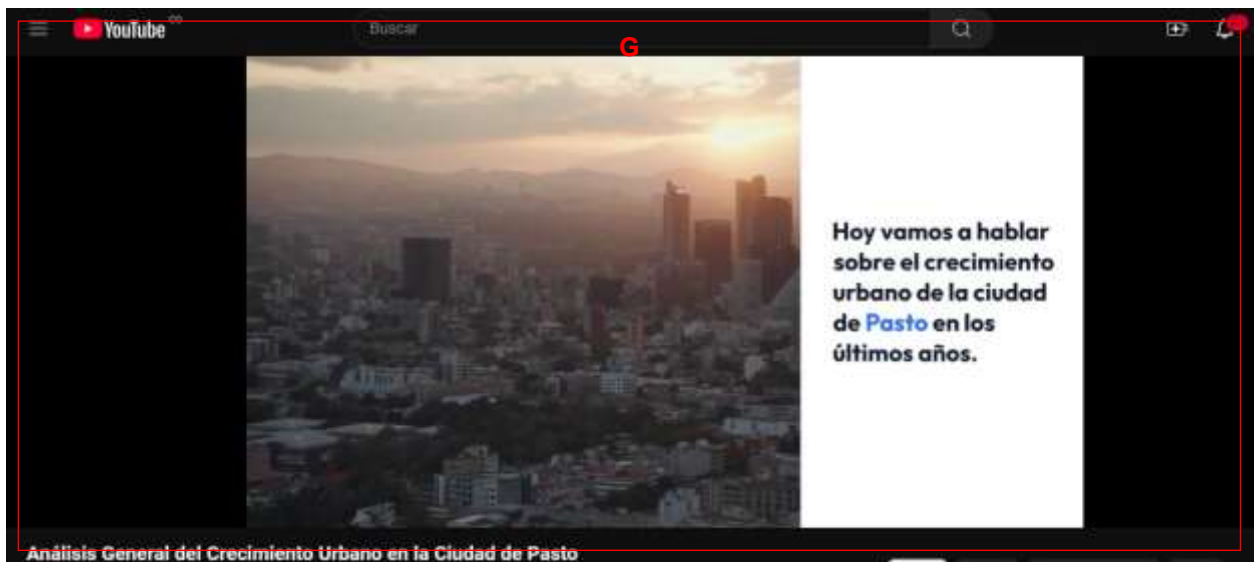 YouTube CO
Buscar
G
Hoy vamos a hablar
sobre el crecimiento
urbano de la ciudad
de Pasto en los
últimos años.
Análisis General del Crecimiento Urbano en la Ciudad de Pasto